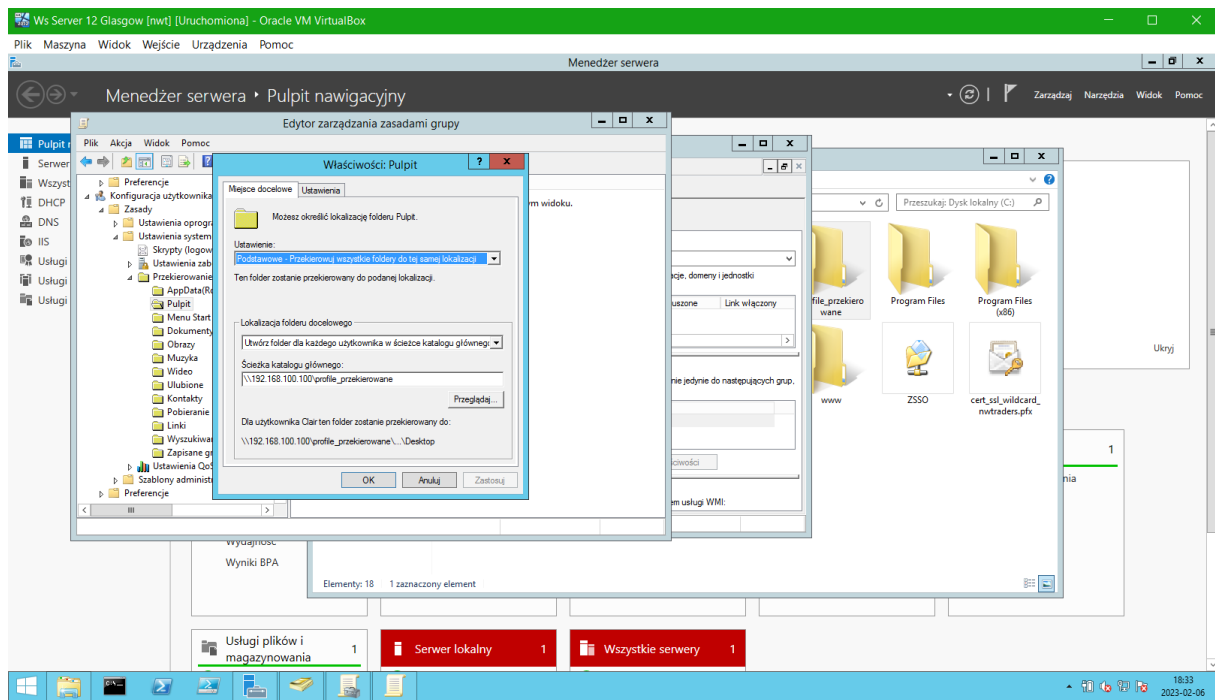 Ws Server 12 Glasgow [nwt] [Uruchomiona] - Oracle VM VirtualBox
Plik Maszyna Widok Wejście Urządzenia Pomoc
Menedżer serwera
Menedżer serwera • Pulpit nawigacyjny
Zarządzaj Narzędzia Widok Pomoc
Edytor zarządzania zasadami grupy
Plik Akcja Widok Pomoc
Pulpit
Serwer
Wszyst
DHCP
DNS
IIS
Usługi
Usługi
Usługi
Preferencje
Konfiguracja użytkownika
Zasady
Ustawienia oprogr
Ustawienia system
Skrypty (logow
Ustawienia zab
Przekierowanie
AppData(Ro
Pulpit
Menu Start
Dokumenty
Obrazy
Muzyka
Wideo
Ulubione
Kontakty
Pobieranie
Linki
Wyszukiwa
Zapisane gr
Ustawienia QoS
Szablony administ
Preferencje
Właściwości: Pulpit
Miejsce docelowe Ustawienia
Możesz określić lokalizację folderu Pulpit.
Ustawienie:
Podstawowe - Przekierowuj wszystkie foldery do tej samej lokalizacji
Ten folder zostanie przekierowany do podanej lokalizacji.
Lokalizacja folderu docelowego
Utwórz folder dla każdego użytkownika w ścieżce katalogu główneg
Ścieżka katalogu głównego:
\\192.168.100.100\profile_przekierowane
Przeglądaj...
Dla użytkownika Clair ten folder zostanie przekierowany do:
\\192.168.100.100\profile_przekierowane\...\Desktop
OK Anuluj Zastosuj
m widoku.
cje, domeny i jednostki
uszone Link włączony
nie jedynie do następujących grup,
ciwości
em usługi WMI:
Przeszukaj: Dysk lokalny (C:)
file_przekiero
wane
Program Files
Program Files
(x86)
www
ZSSO
cert_ssl_wildcard_
nwtraders.pfx
Ukryj
1
nia
Wydajność
Wyniki BPA
Elementy: 18 1 zaznaczony element
Usługi plików i
magazynowania
1
Serwer lokalny 1
Wszystkie serwery 1
18:33
2023-02-06